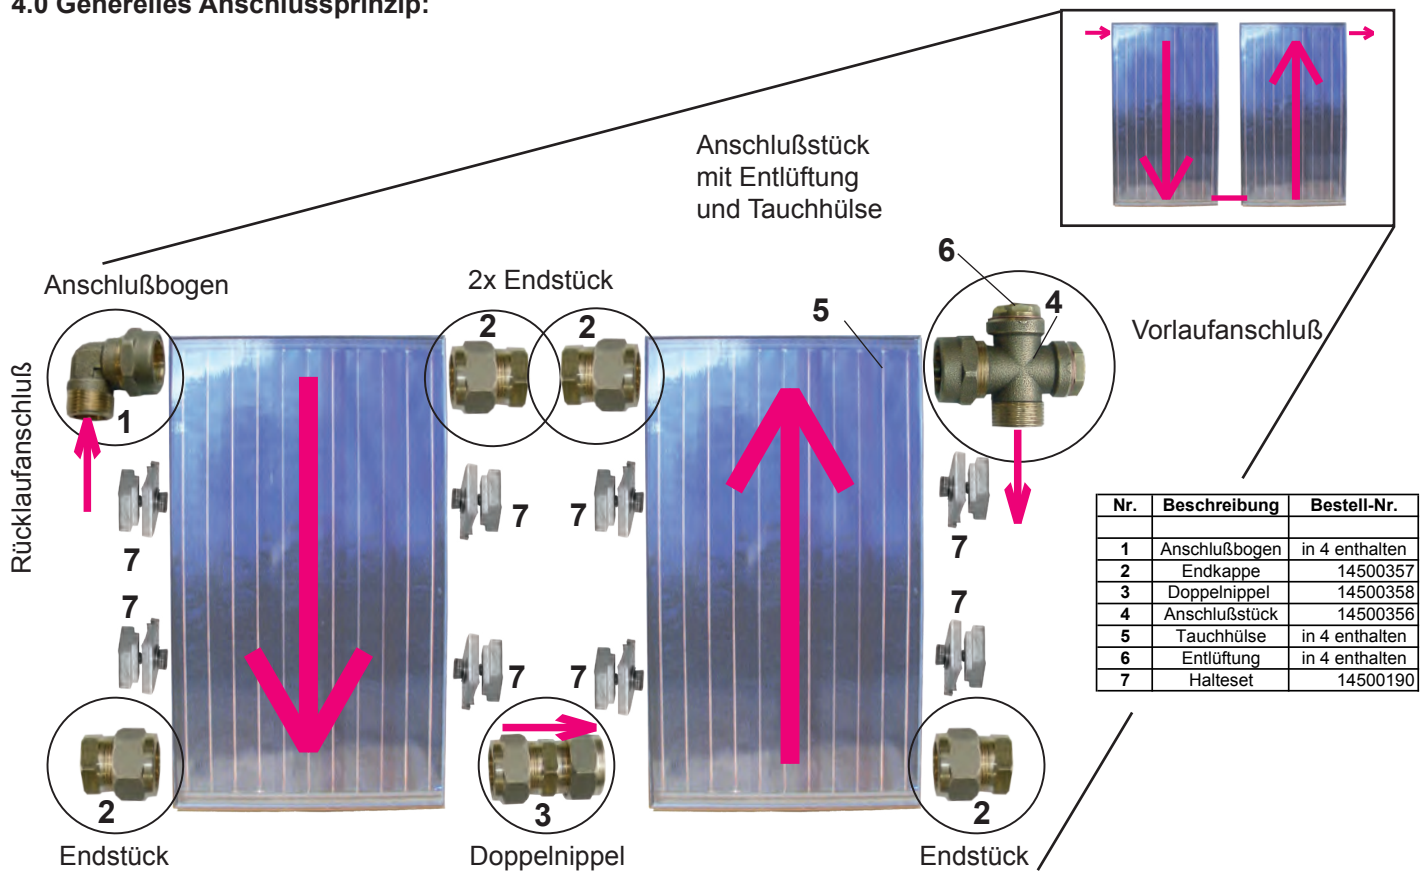 4.0 Generelles Anschlussprinzip:
Anschlußstück
mit Entlüftung
und Tauchhülse
Anschlußbogen
2x Endstück
6
4
5
2
2
Vorlaufanschluß
1
Rücklaufanschluß
7
7
7
7
7
7
7
7
Nr. Beschreibung Bestell-Nr.
1 Anschlußbogen in 4 enthalten
2 Endkappe 14500357
3 Doppelnippel 14500358
4 Anschlußstück 14500356
5 Tauchhülse in 4 enthalten
6 Entlüftung in 4 enthalten
7 Halteset 14500190
2
3
2
Endstück
Doppelnippel
Endstück